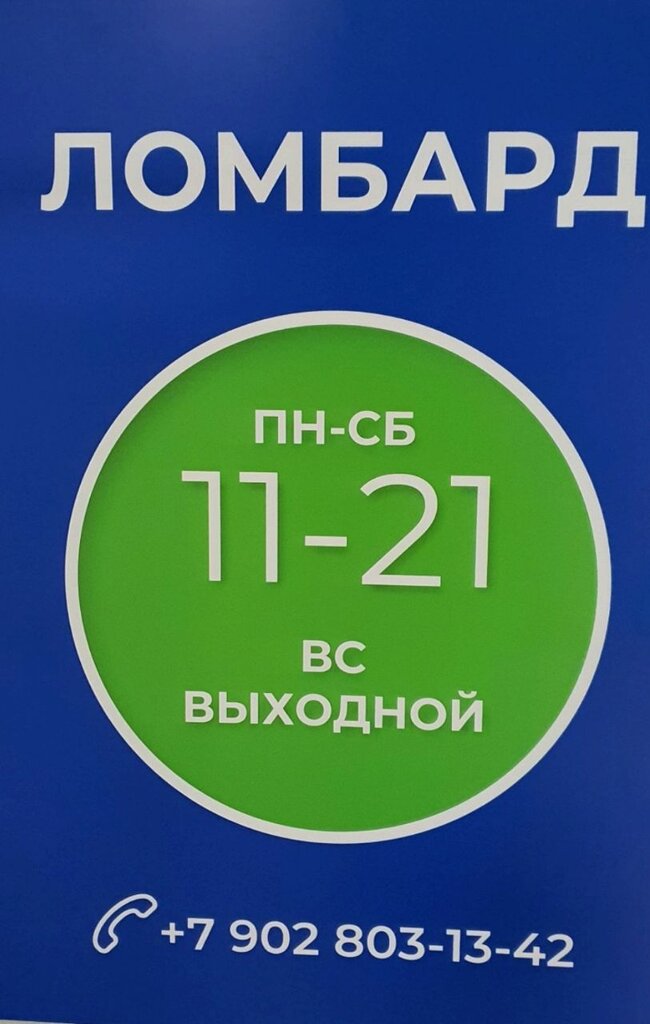 ЛОМБАРД
ПН-СБ
11-21
ВС
ВЫХОДНОЙ
+7 902 803-13-42